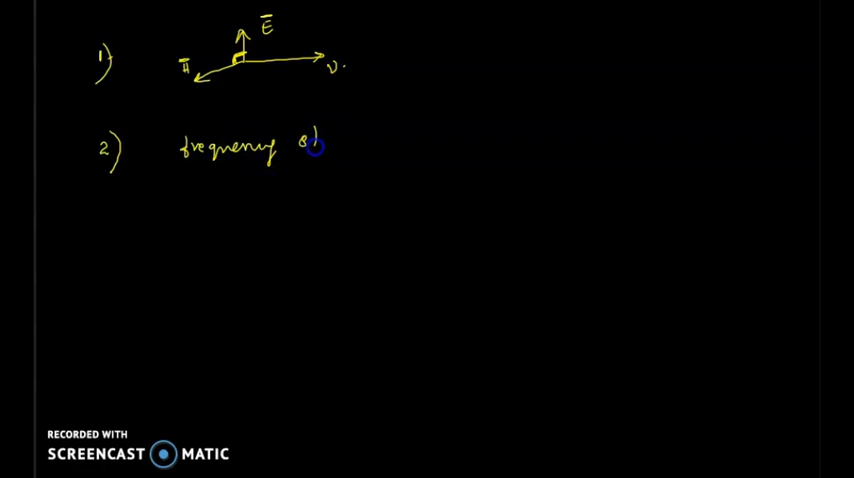 1)
E̅
H̅
v.
2) frequency
RECORDED WITH
SCREENCAST MATIC